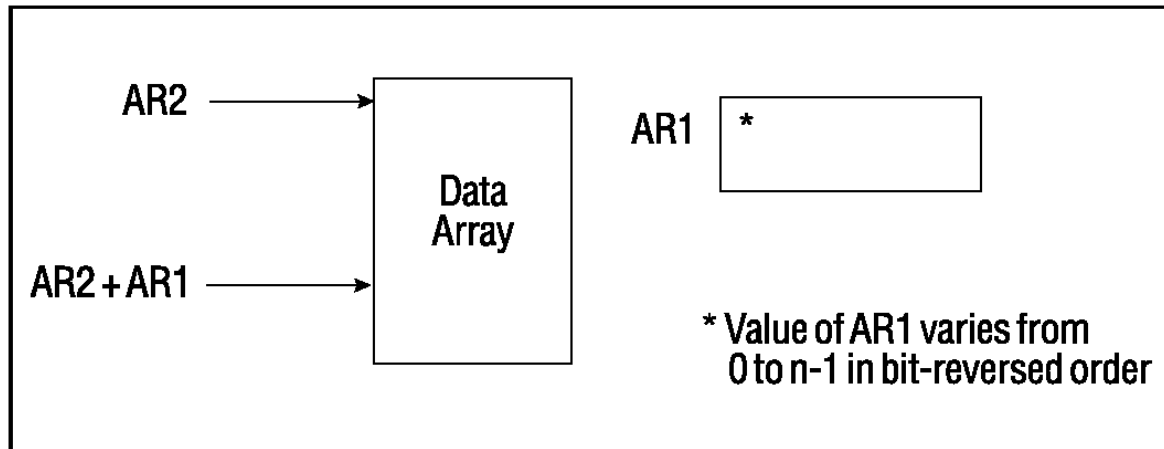 AR2
Data
Array
AR2 + AR1
AR1
*
* Value of AR1 varies from
0 to n-1 in bit-reversed order